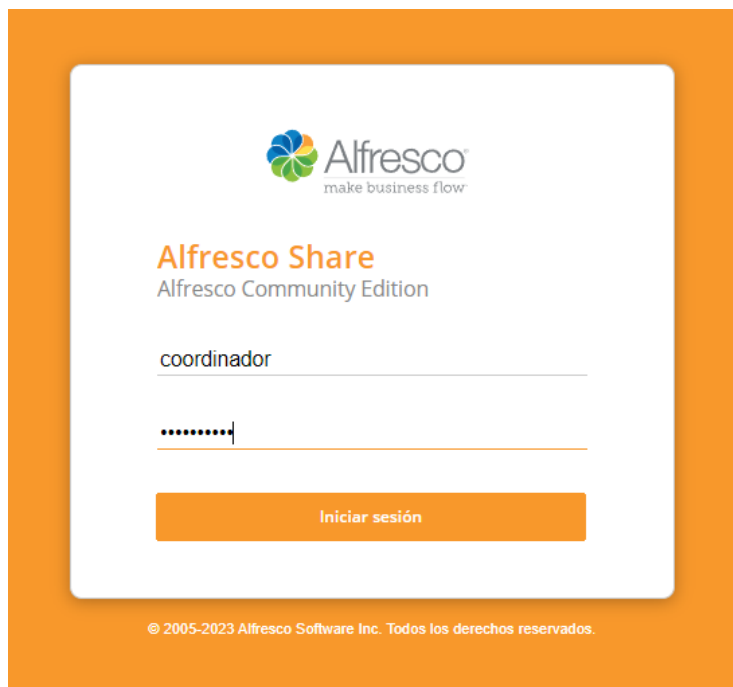 Alfresco®
make business flow™
Alfresco Share
Alfresco Community Edition
coordinador
••••••••••
Iniciar sesión
© 2005-2023 Alfresco Software Inc. Todos los derechos reservados.